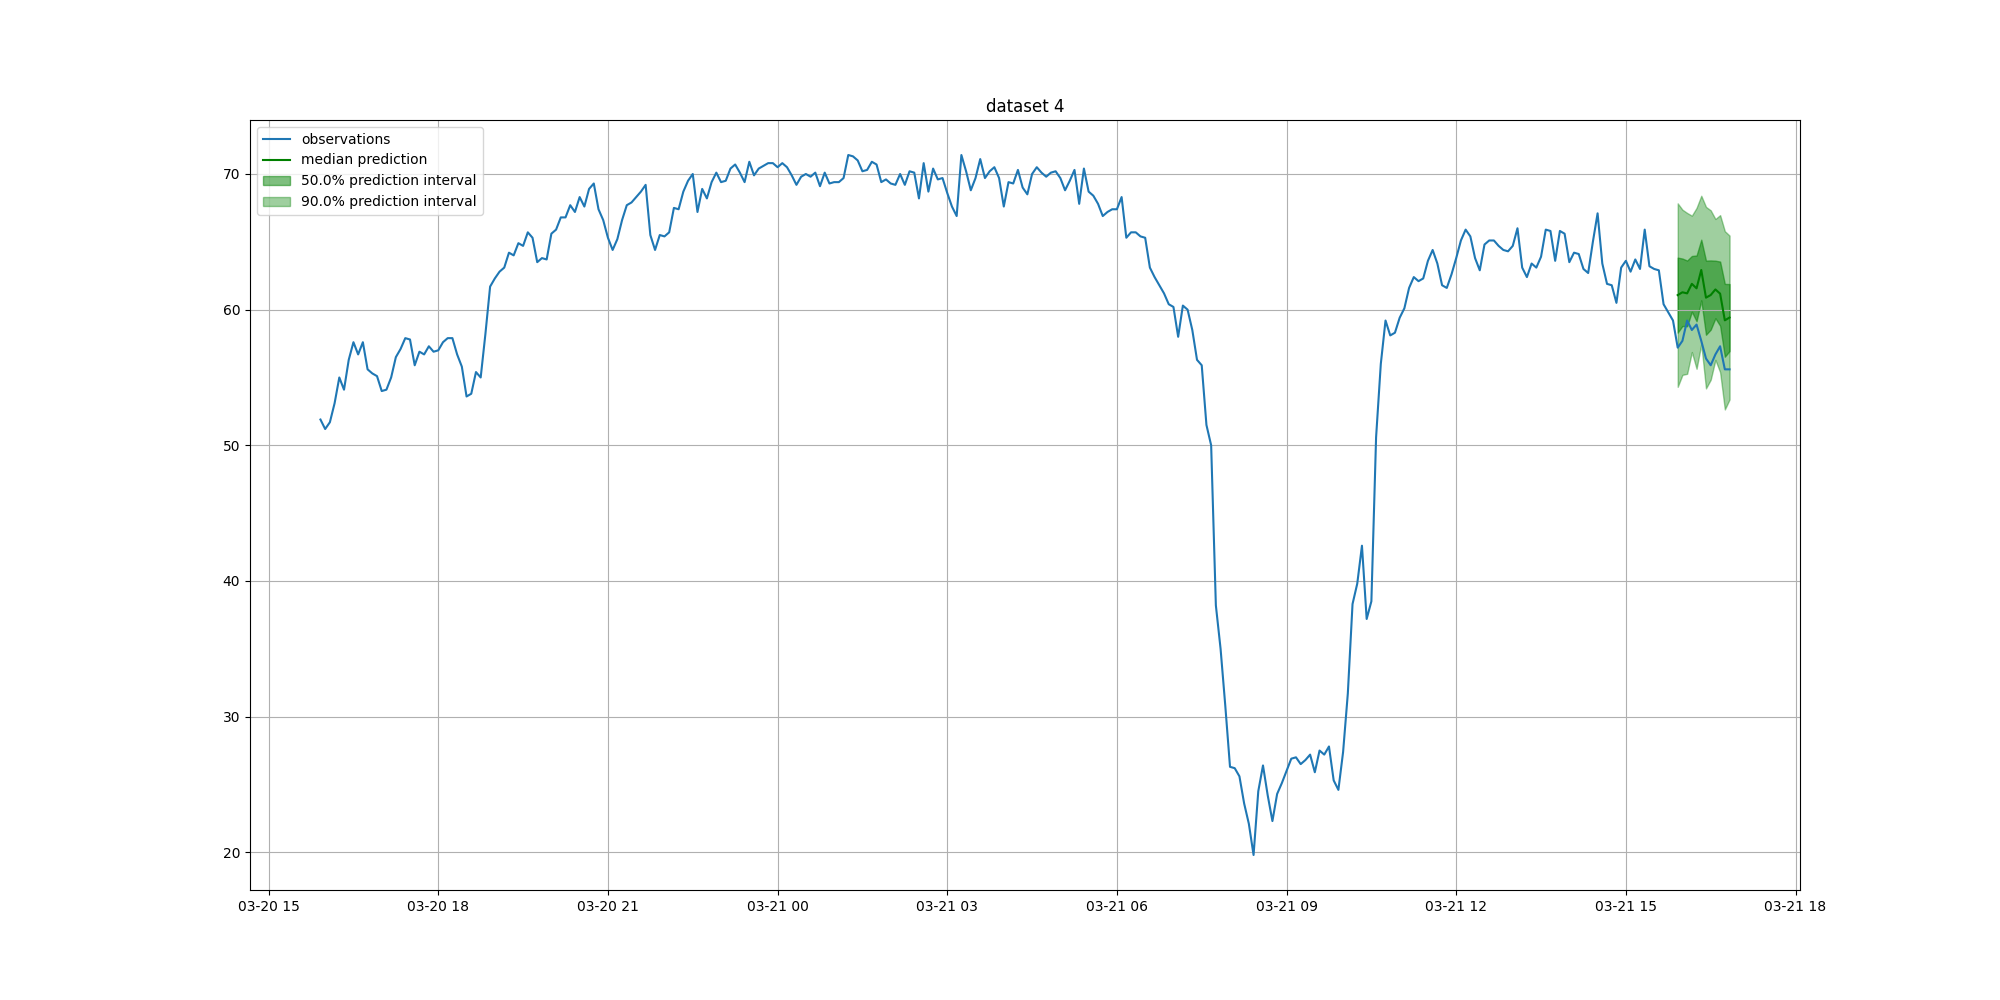 dataset 4
observations
median prediction
50.0% prediction interval
90.0% prediction interval
70
60
50
40
30
20
03-20 15 03-20 18 03-20 21 03-21 00 03-21 03 03-21 06 03-21 09 03-21 12 03-21 15 03-21 18